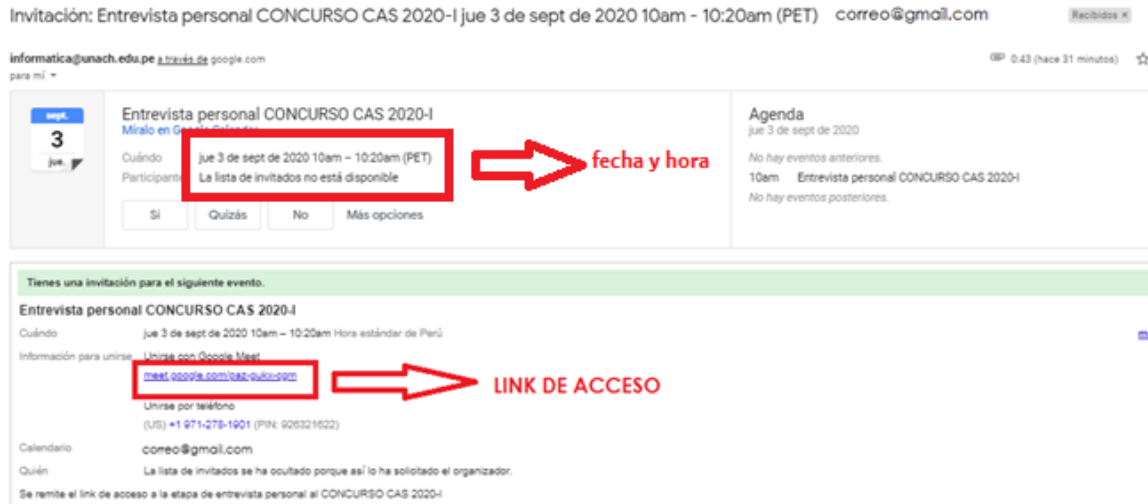 Invitación: Entrevista personal CONCURSO CAS 2020-I jue 3 de sept de 2020 10am - 10:20am (PET) correo@gmail.com Recibidos ×
informatica@unach.edu.pe a través de google.com 0:43 (hace 31 minutos)
para mí
sept.
3
jue.
Entrevista personal CONCURSO CAS 2020-I
Míralo en Google Calendar
Cuándo jue 3 de sept de 2020 10am – 10:20am (PET)
Participante La lista de invitados no está disponible
Si Quizás No Más opciones
fecha y hora
Agenda
jue 3 de sept de 2020
No hay eventos anteriores.
10am Entrevista personal CONCURSO CAS 2020-I
No hay eventos posteriores.
Tienes una invitación para el siguiente evento.
Entrevista personal CONCURSO CAS 2020-I
Cuándo jue 3 de sept de 2020 10am – 10:20am Hora estándar de Perú
Información para unirse Unirse con Google Meet
meet.google.com/paz-gukx-cgm
LINK DE ACCESO
Unirse por teléfono
(US) +1 971-278-1901 (PIN: 926321622)
Calendario correo@gmail.com
Quién La lista de invitados se ha ocultado porque así lo ha solicitado el organizador.
Se remite el link de acceso a la etapa de entrevista personal al CONCURSO CAS 2020-I